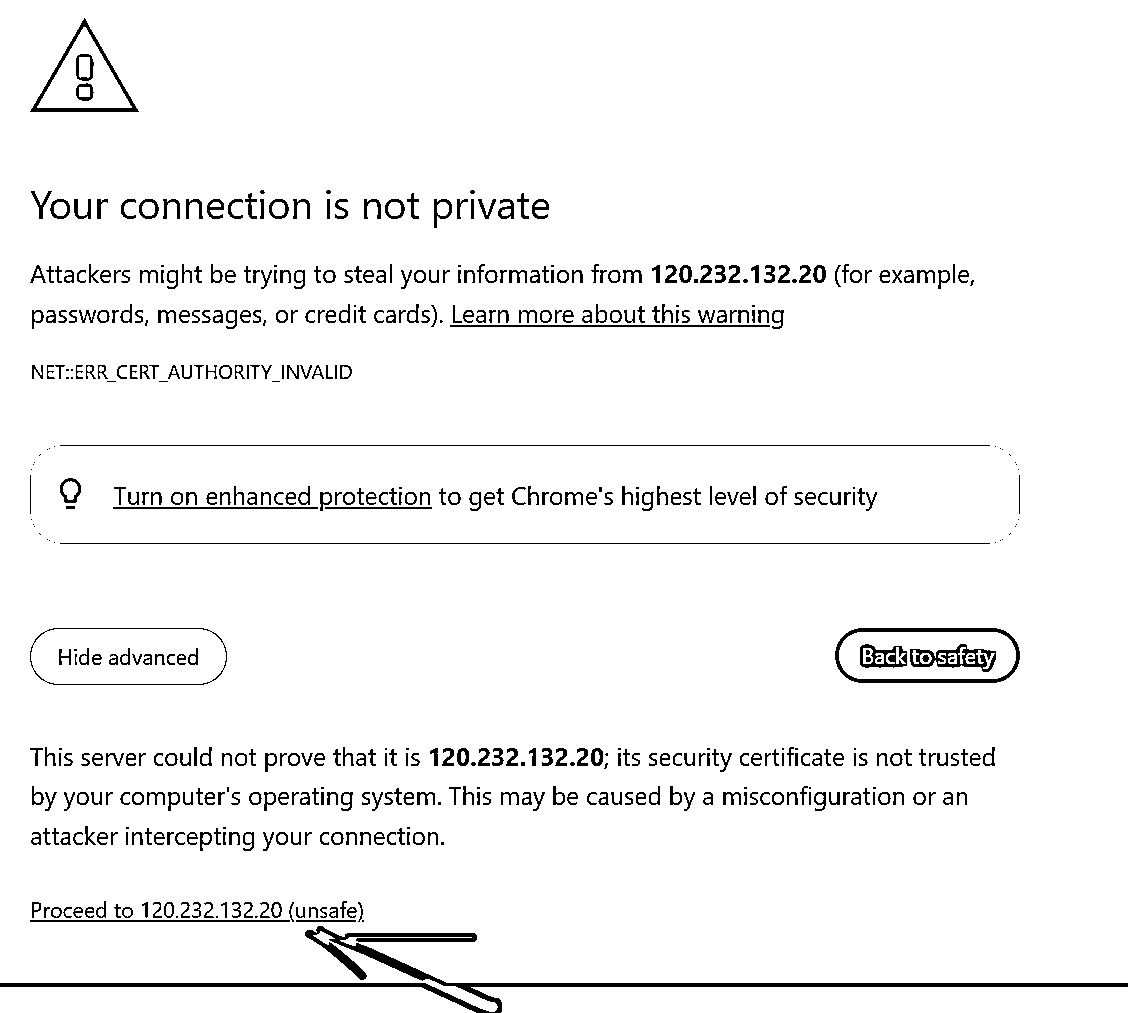 Your connection is not private
Attackers might be trying to steal your information from 120.232.132.20 (for example,
passwords, messages, or credit cards). Learn more about this warning
NET::ERR_CERT_AUTHORITY_INVALID
Turn on enhanced protection to get Chrome's highest level of security
Hide advanced
Back to safety
This server could not prove that it is 120.232.132.20; its security certificate is not trusted
by your computer's operating system. This may be caused by a misconfiguration or an
attacker intercepting your connection.
Proceed to 120.232.132.20 (unsafe)